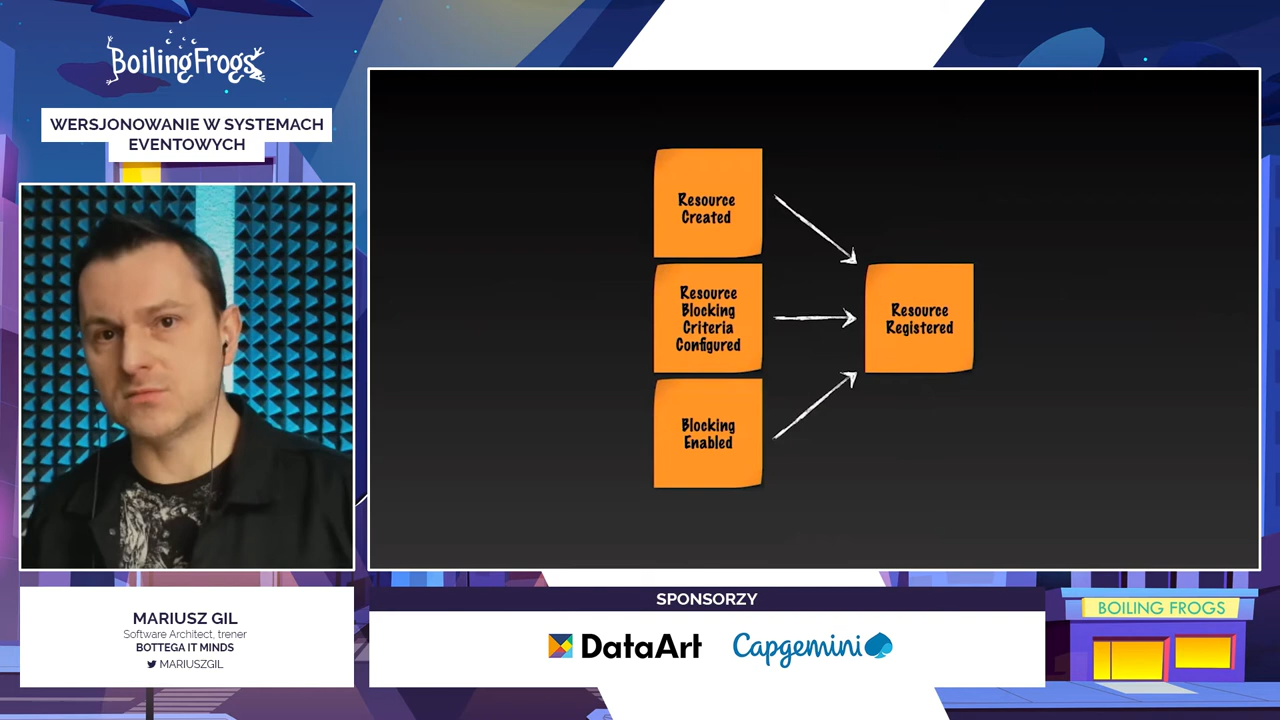 BoilingFrogs
WERSJONOWANIE W SYSTEMACH
EVENTOWYCH
Resource
Created
Resource
Blocking
Criteria
Configured
Blocking
Enabled
Resource
Registered
MARIUSZ GIL
Software Architect, trener
BOTTEGA IT MINDS
MARIUSZGIL
SPONSORZY
DataArt
Capgemini
BOILING FROGS